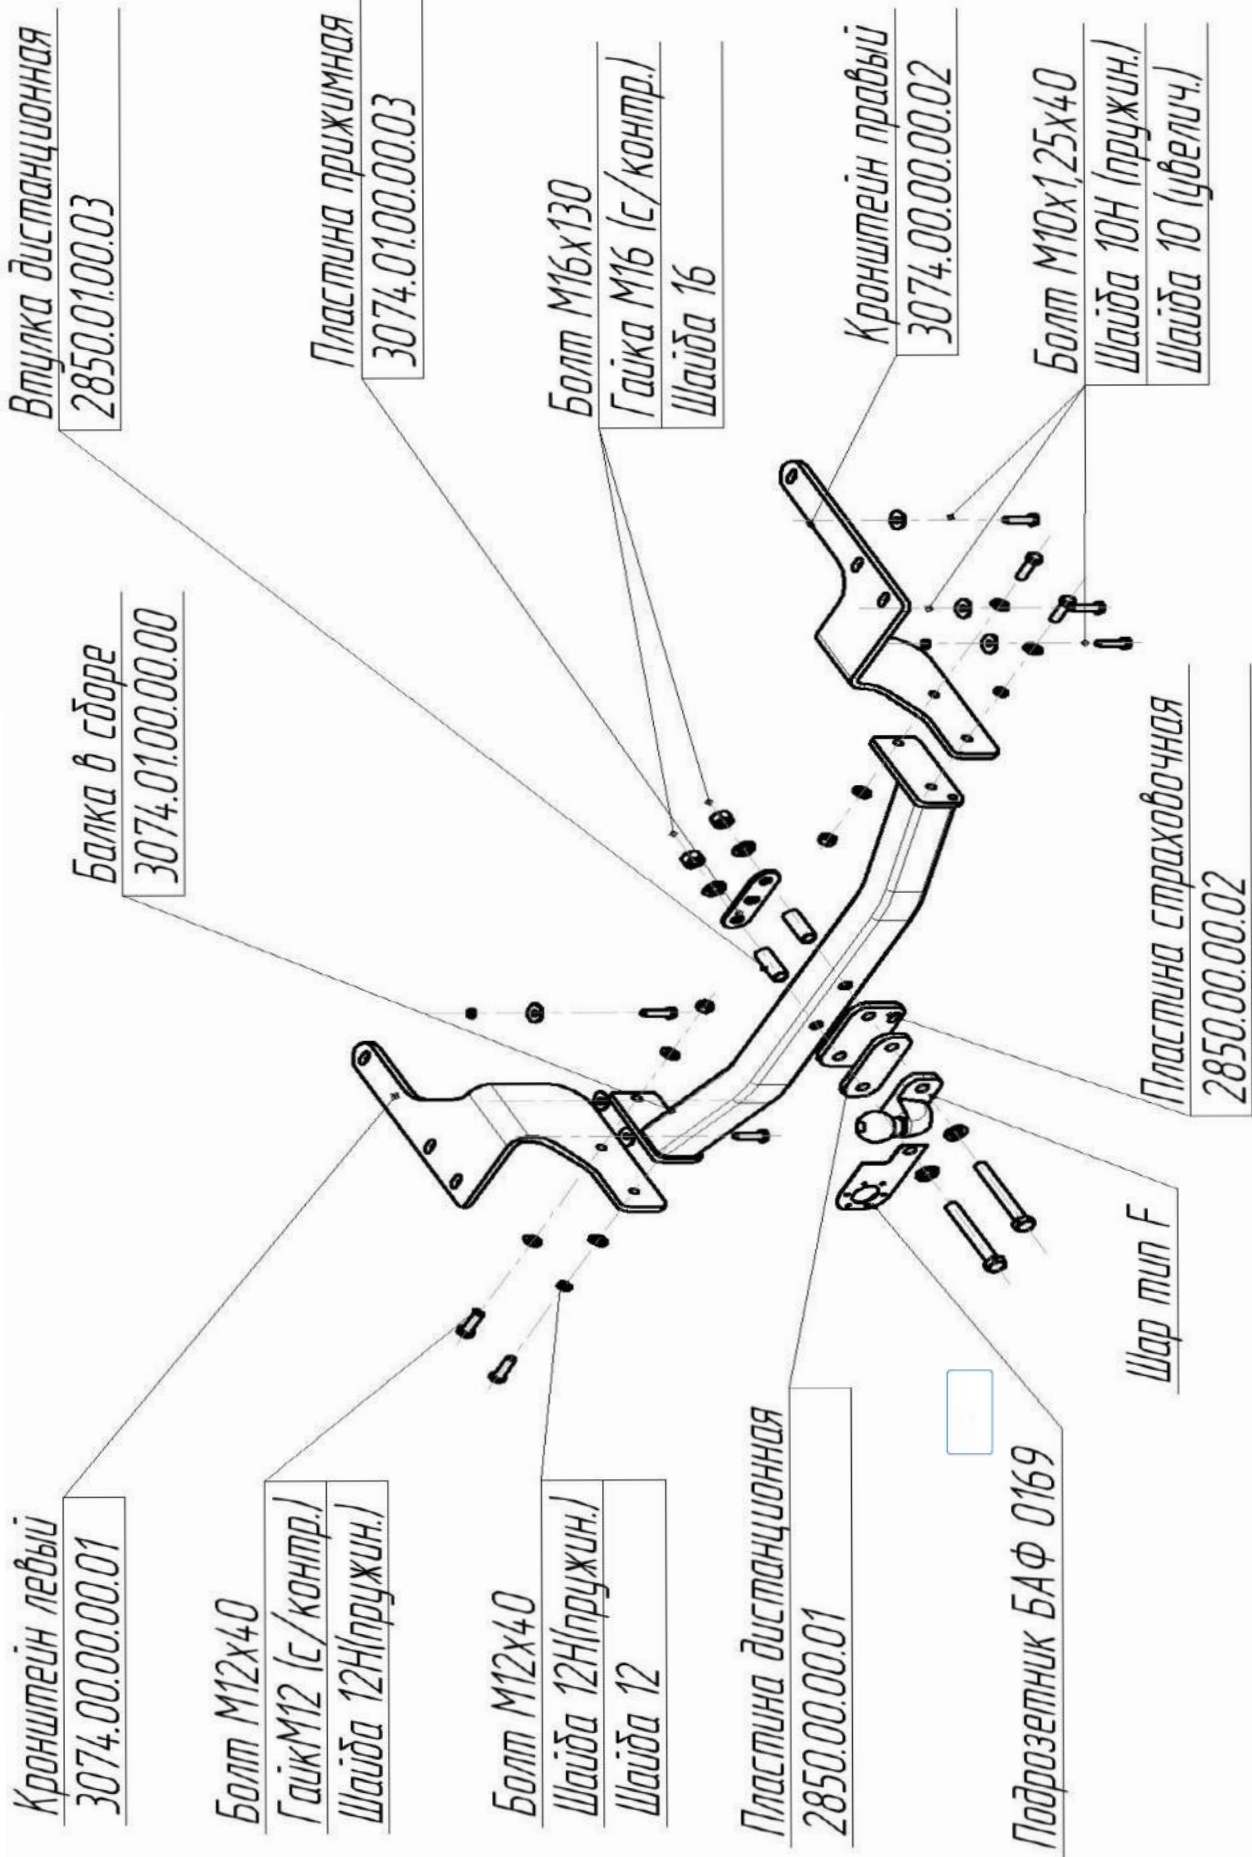 Кронштейн левый
3074.00.00.00.01
Болт М12х40
ГайкМ12 (с/контр.)
Шайба 12Н(пружин.)
Болт М12х40
Шайба 12Н(пружин.)
Шайба 12
Пластина дистанционная
2850.00.00.01
Подрозетник БАФ 0169
Шар тип F
Пластина страховочная
2850.00.00.02
Балка в сборе
3074.01.00.00.00
Втулка дистанционная
2850.01.00.03
Пластина прижимная
3074.01.00.00.03
Болт М16х130
Гайка М16 (с/контр.)
Шайба 16
Кронштейн правый
3074.00.00.00.02
Болт М10х1,25х40
Шайба 10Н (пружин.)
Шайба 10 (увелич.)